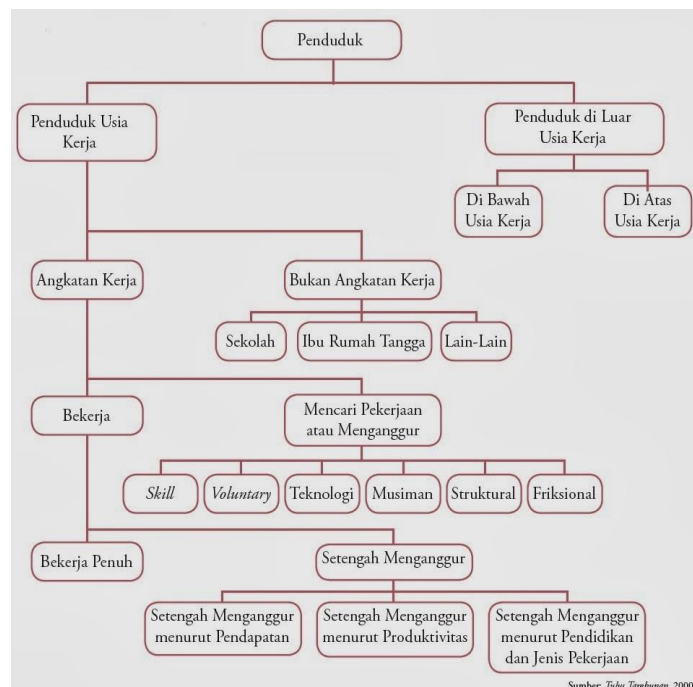 Penduduk
Penduduk Usia
Kerja
Penduduk di Luar
Usia Kerja
Di Bawah
Usia Kerja
Di Atas
Usia Kerja
Angkatan Kerja
Bukan Angkatan Kerja
Sekolah
Ibu Rumah Tangga
Lain-Lain
Bekerja
Mencari Pekerjaan
atau Menganggur
Skill
Voluntary
Teknologi
Musiman
Struktural
Friksional
Bekerja Penuh
Setengah Menganggur
Setengah Menganggur
menurut Pendapatan
Setengah Menganggur
menurut Produktivitas
Setengah Menganggur
menurut Pendidikan
dan Jenis Pekerjaan
Sumber: Tulus Tambunan, 2000